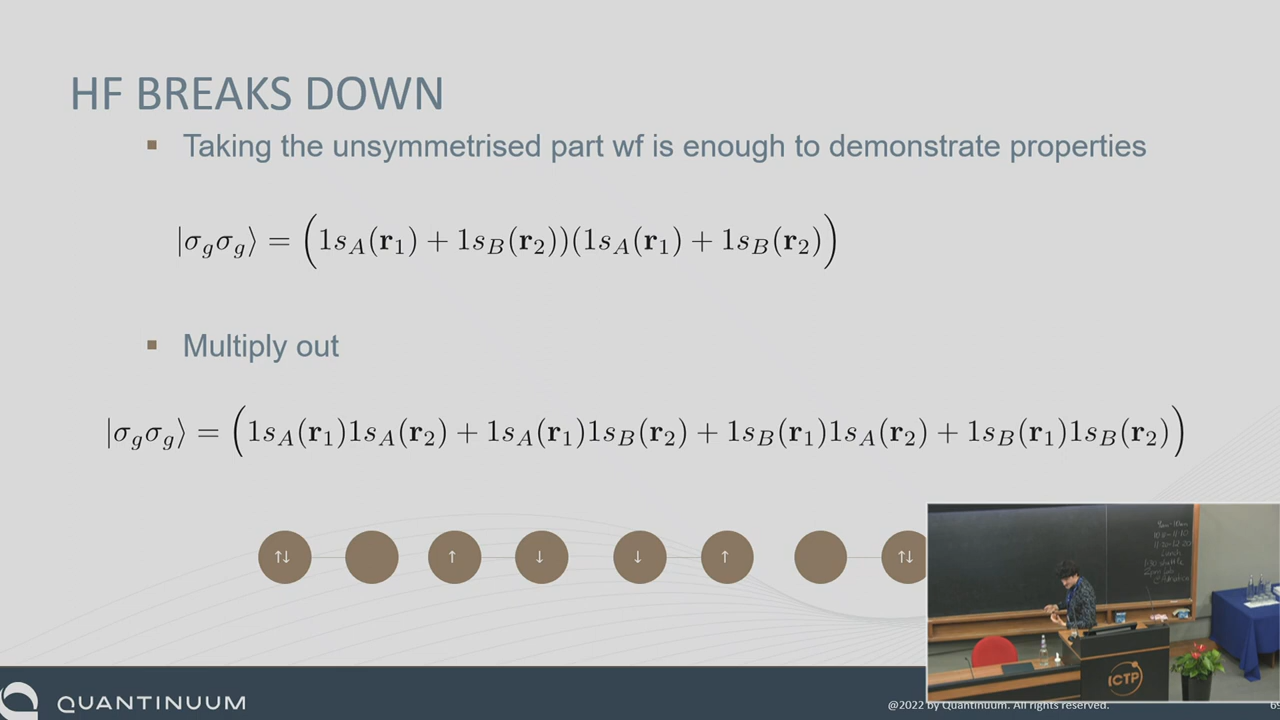 HF BREAKS DOWN
▪ Taking the unsymmetrised part wf is enough to demonstrate properties
|σ_gσ_g⟩ = (1s_A(r₁) + 1s_B(r₂))(1s_A(r₁) + 1s_B(r₂))
▪ Multiply out
|σ_gσ_g⟩ = (1s_A(r₁)1s_A(r₂) + 1s_A(r₁)1s_B(r₂) + 1s_B(r₁)1s_A(r₂) + 1s_B(r₁)1s_B(r₂))
↑↓ ↑ ↓ ↓ ↑ ↑↓
Lunch
ICTP
QUANTINUUM
@2022 by Quantinuum. All rights reserved.